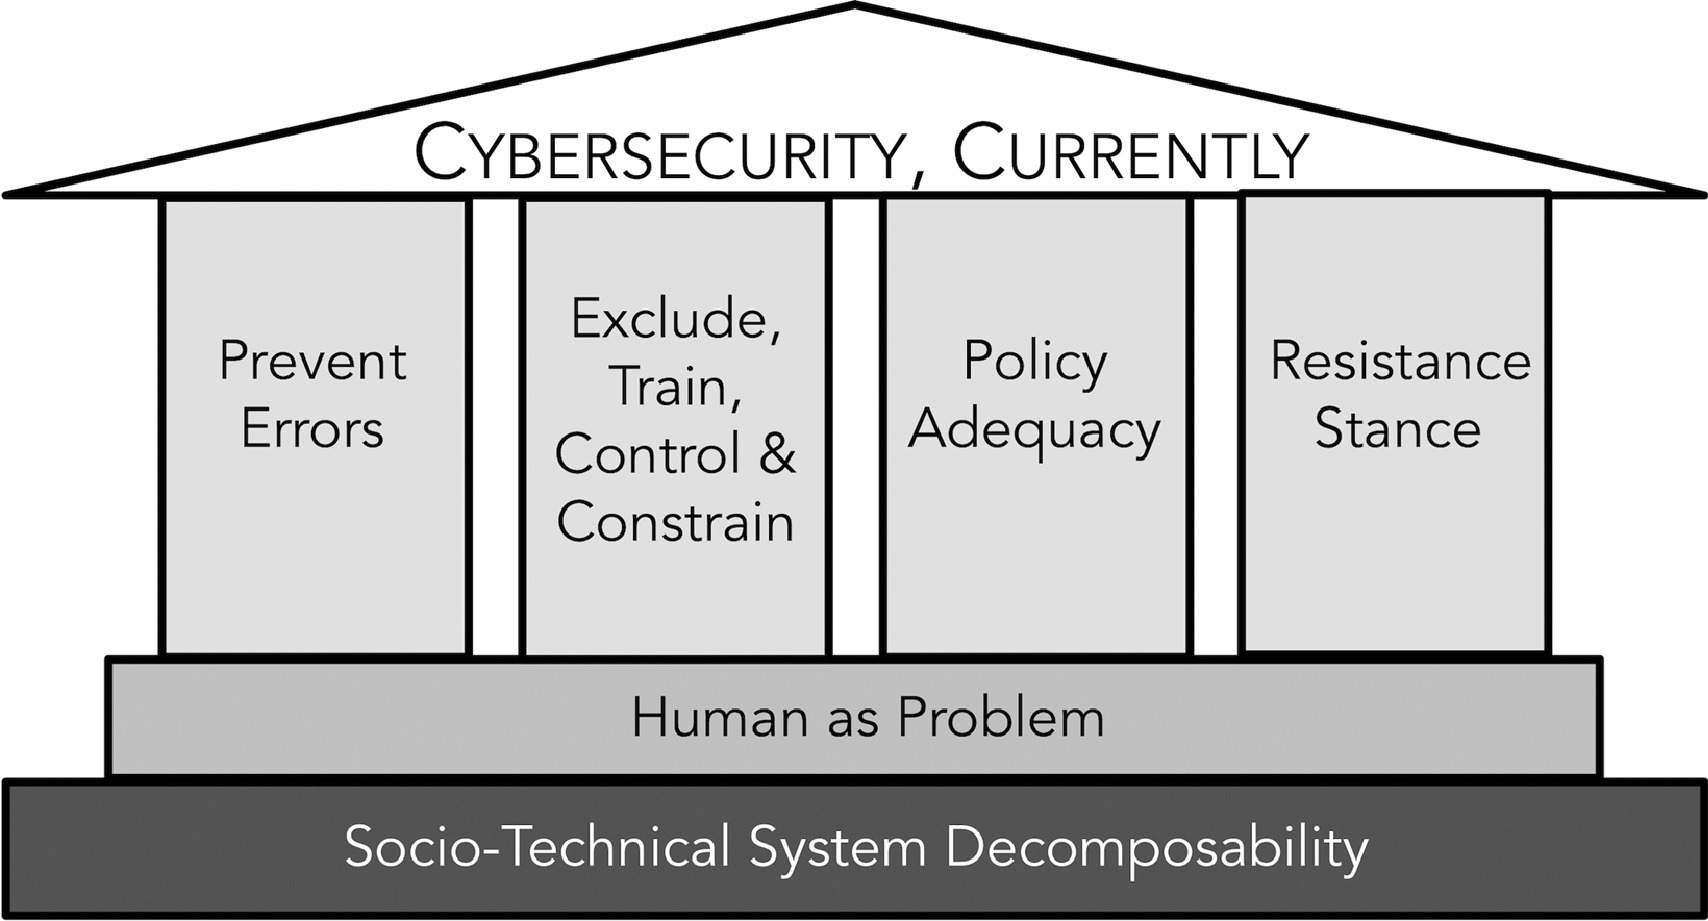 CYBERSECURITY, CURRENTLY
Prevent
Errors
Exclude,
Train,
Control &
Constrain
Policy
Adequacy
Resistance
Stance
Human as Problem
Socio-Technical System Decomposability